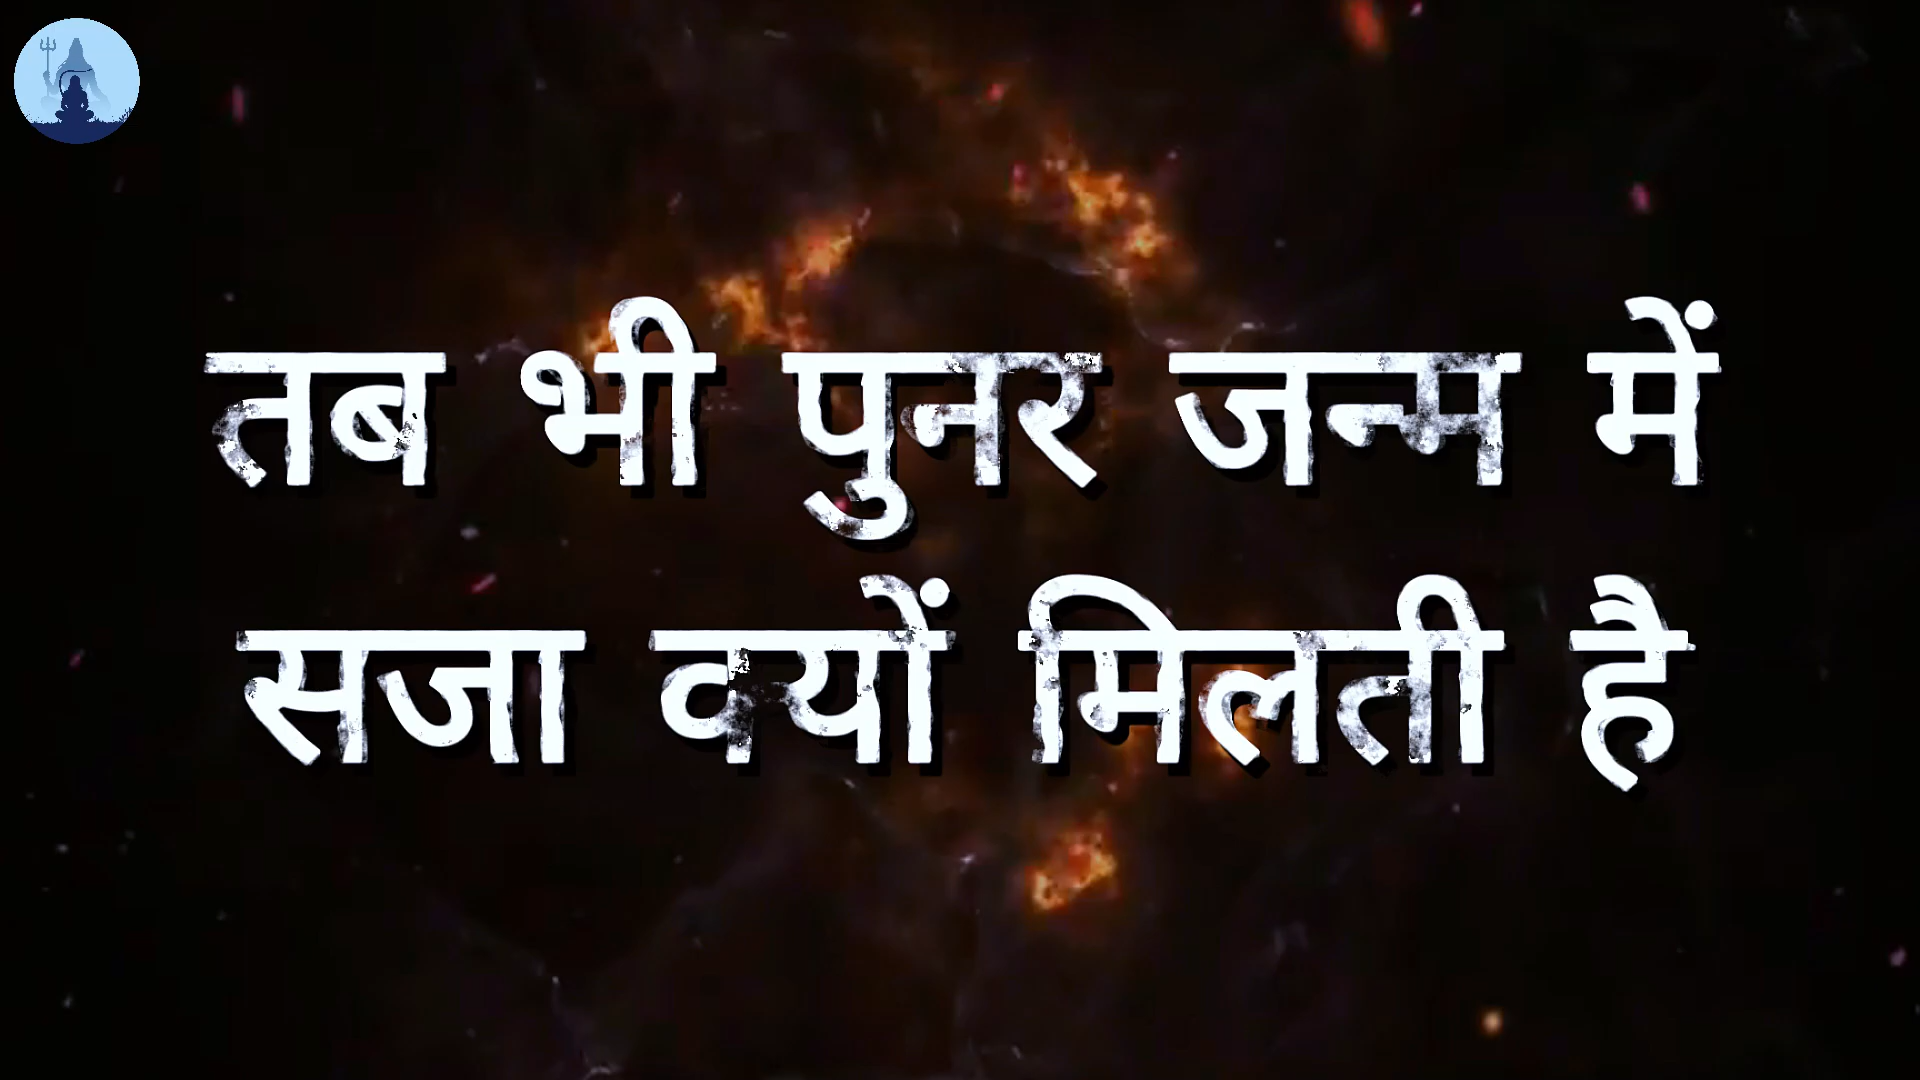 तब भी पुनर जन्म में
सजा क्यों मिलती है